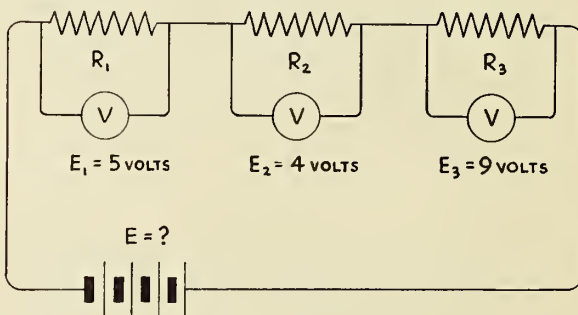 R₁ R₂ R₃
V V V
E₁ = 5 VOLTS E₂ = 4 VOLTS E₃ = 9 VOLTS
E = ?